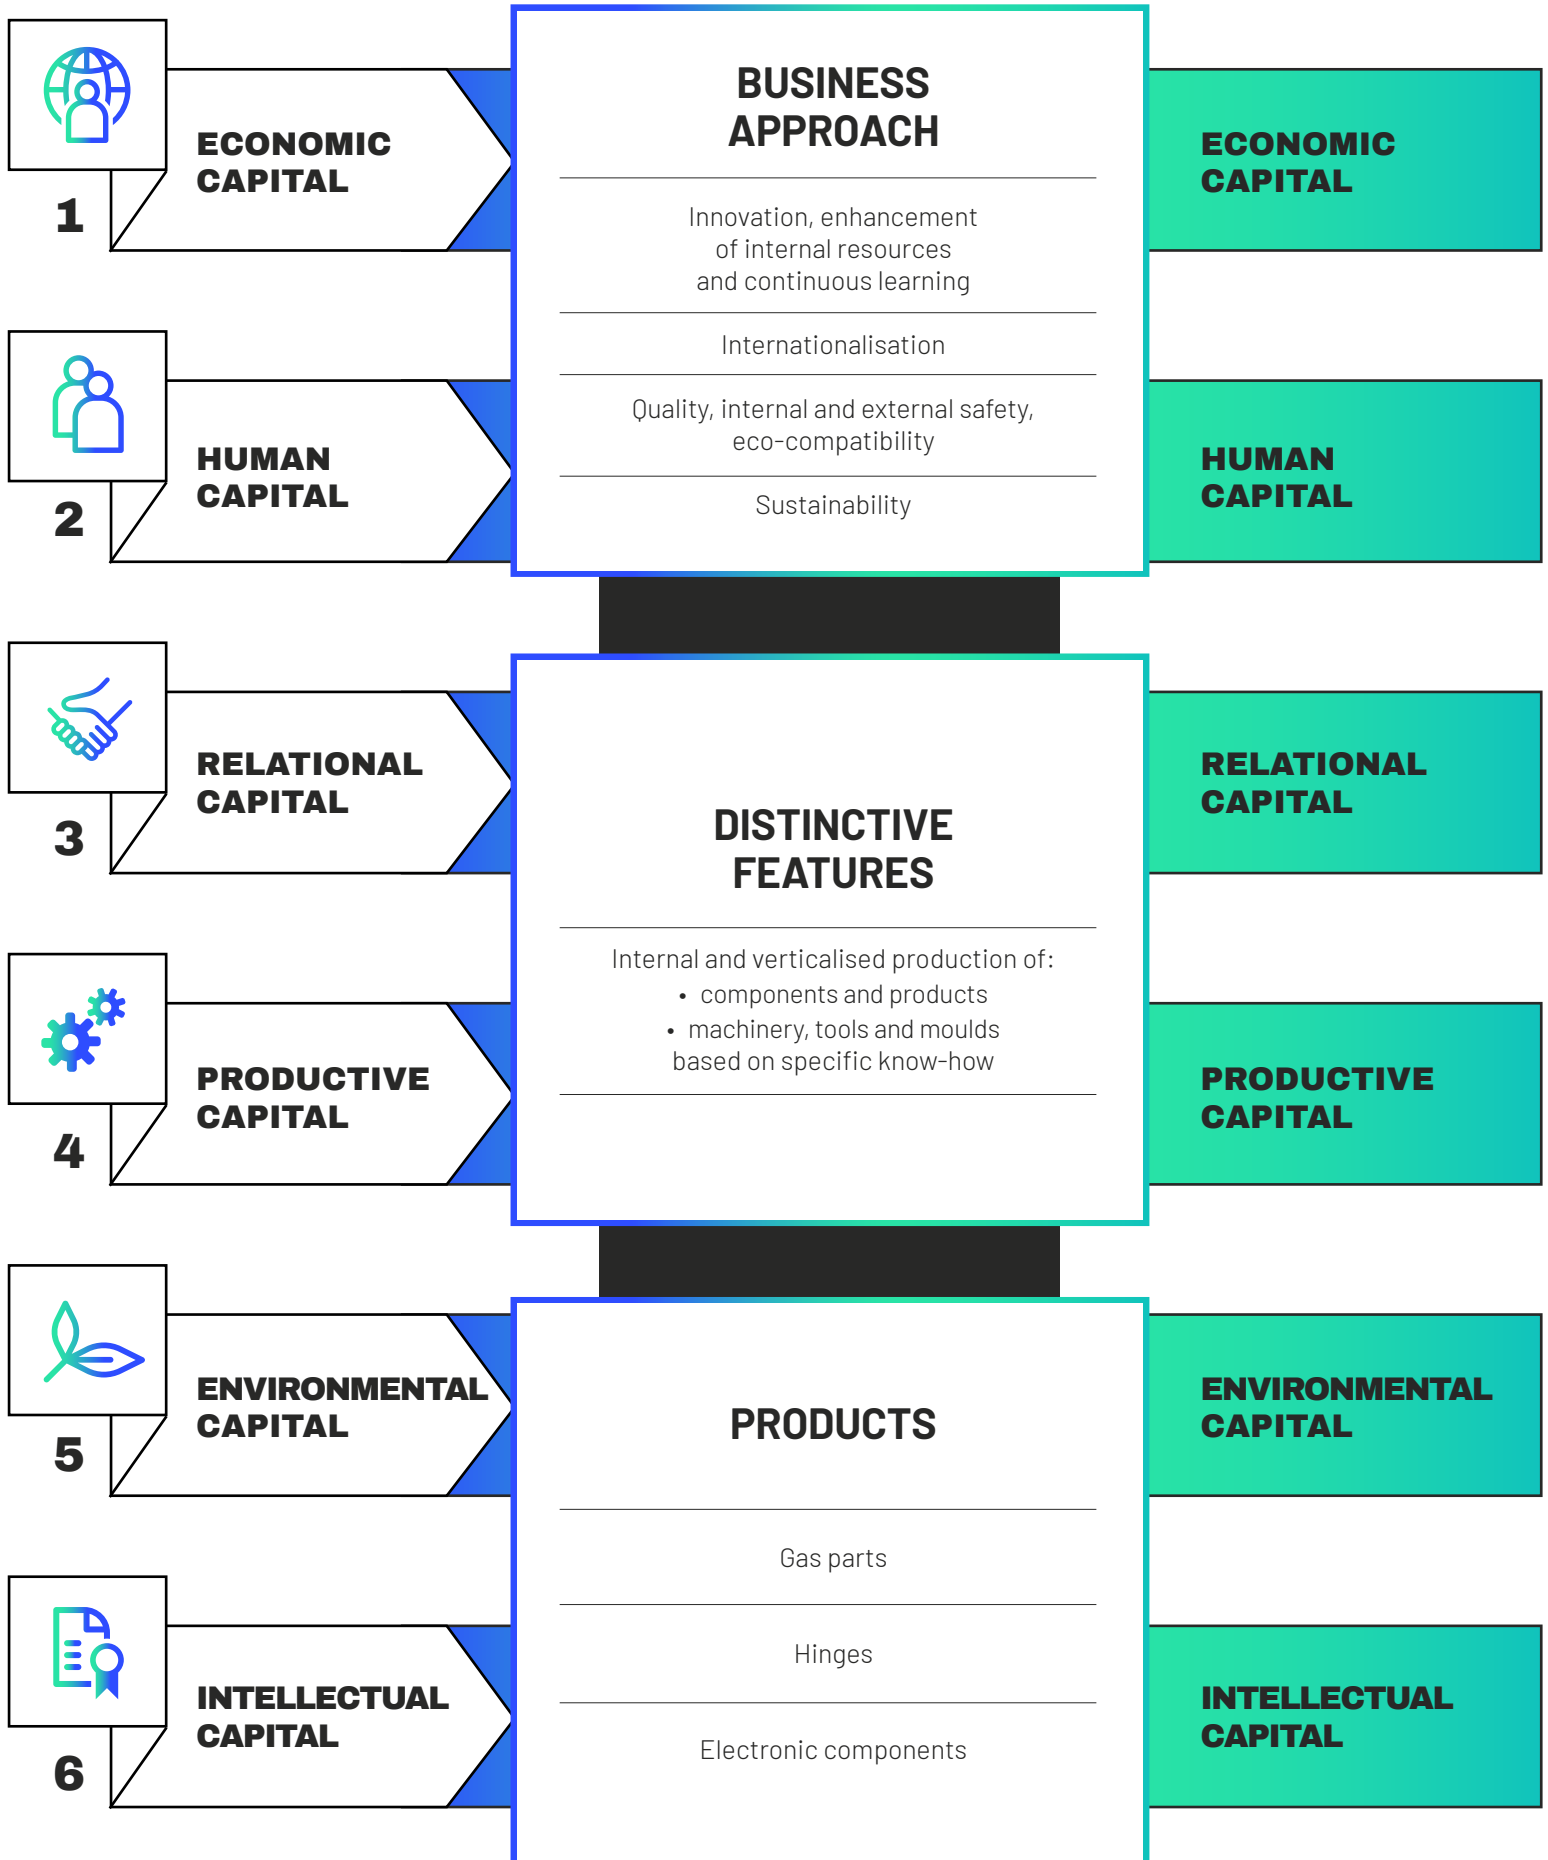 1
ECONOMIC
CAPITAL
2
HUMAN
CAPITAL
3
RELATIONAL
CAPITAL
4
PRODUCTIVE
CAPITAL
5
ENVIRONMENTAL
CAPITAL
6
INTELLECTUAL
CAPITAL
BUSINESS
APPROACH
Innovation, enhancement
of internal resources
and continuous learning
Internationalisation
Quality, internal and external safety,
eco-compatibility
Sustainability
DISTINCTIVE
FEATURES
Internal and verticalised production of:
• components and products
• machinery, tools and moulds
based on specific know-how
PRODUCTS
Gas parts
Hinges
Electronic components
ECONOMIC
CAPITAL
HUMAN
CAPITAL
RELATIONAL
CAPITAL
PRODUCTIVE
CAPITAL
ENVIRONMENTAL
CAPITAL
INTELLECTUAL
CAPITAL